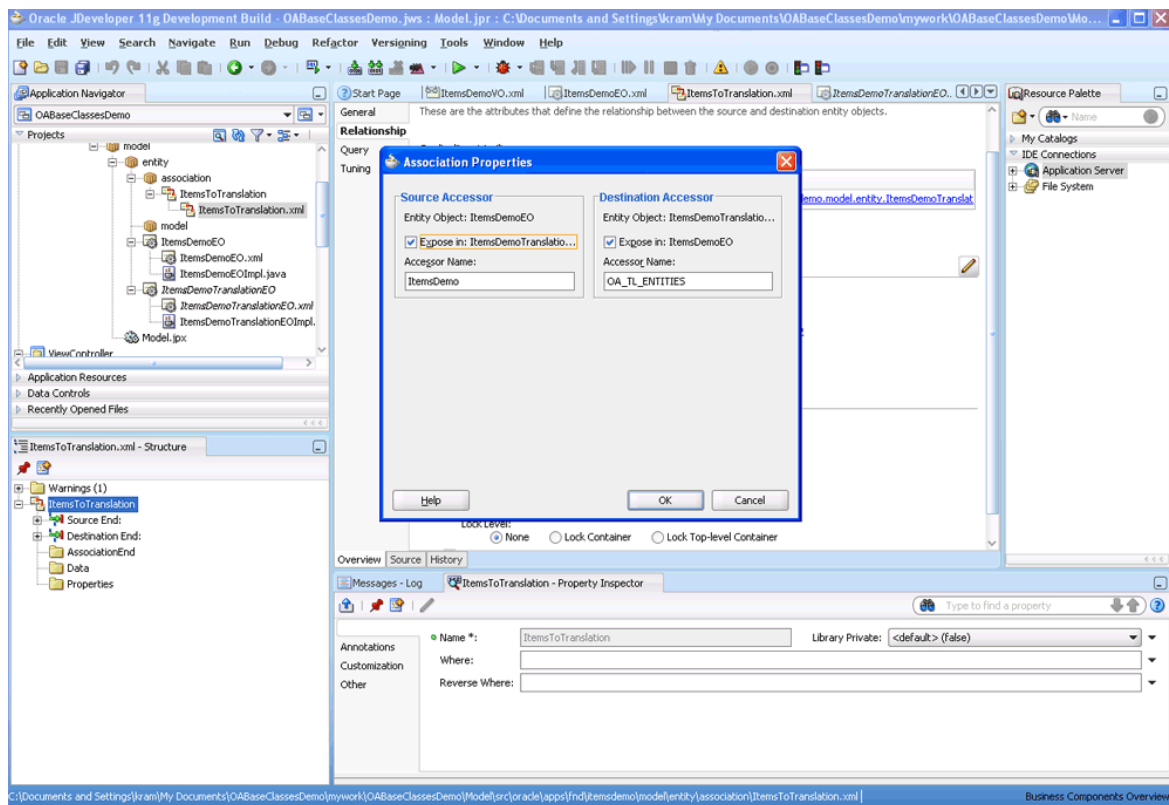 Oracle JDeveloper 11g Development Build - OABaseClassesDemo.jws : Model.jpr : C:\Documents and Settings\kram\My Documents\OABaseClassesDemo\mywork\OABaseClassesDemo\Mo...
File Edit View Search Navigate Run Debug Refactor Versioning Tools Window Help
Application Navigator
OABaseClassesDemo
Projects
model
entity
association
ItemsToTranslation
ItemsToTranslation.xml
model
ItemsDemoEO
ItemsDemoEO.xml
ItemsDemoEOImpl.java
ItemsDemoTranslationEO
ItemsDemoTranslationEO.xml
ItemsDemoTranslationEOImpl.
Model.jpx
ViewController
Application Resources
Data Controls
Recently Opened Files
ItemsToTranslation.xml - Structure
Warnings (1)
ItemsToTranslation
Source End:
Destination End:
AssociationEnd
Data
Properties
Start Page ItemsDemoVO.xml ItemsDemoEO.xml ItemsToTranslation.xml ItemsDemoTranslationEO..
General
Relationship
Query
Tuning
These are the attributes that define the relationship between the source and destination entity objects.
emo.model.entity.ItemsDemoTranslat
Association Properties
Source Accessor
Entity Object: ItemsDemoEO
Expose in: ItemsDemoTranslatio...
Accessor Name:
ItemsDemo
Destination Accessor
Entity Object: ItemsDemoTranslatio...
Expose in: ItemsDemoEO
Accessor Name:
OA_TL_ENTITIES
Help OK Cancel
Lock Level:
None Lock Container Lock Top-level Container
Overview Source History
Resource Palette
Name
My Catalogs
IDE Connections
Application Server
File System
Messages - Log ItemsToTranslation - Property Inspector
Type to find a property
Annotations
Customization
Other
Name *: ItemsToTranslation Library Private: <default> (false)
Where:
Reverse Where:
C:\Documents and Settings\kram\My Documents\OABaseClassesDemo\mywork\OABaseClassesDemo\Model\src\oracle\apps\fnd\itemsdemo\model\entity\association\ItemsToTranslation.xml Business Components Overview